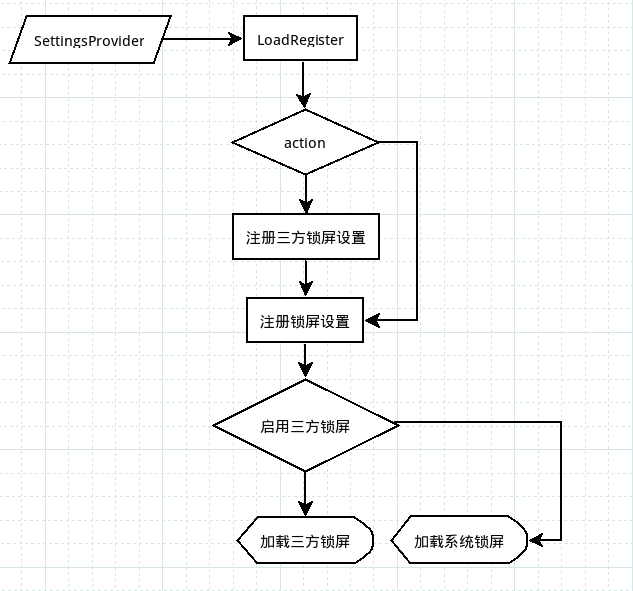 SettingsProvider
LoadRegister
action
注册三方锁屏设置
注册锁屏设置
启用三方锁屏
加载三方锁屏
加载系统锁屏